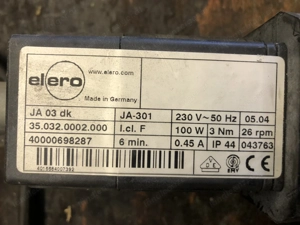 elero
www.elero.com
Made in Germany
JA 03 dk JA-301 230 V~ 50 Hz 05.04
35.032.0002.000 I.cl. F 100 W 3 Nm 26 rpm
40000698287 6 min. 0.45 A IP 44 043763